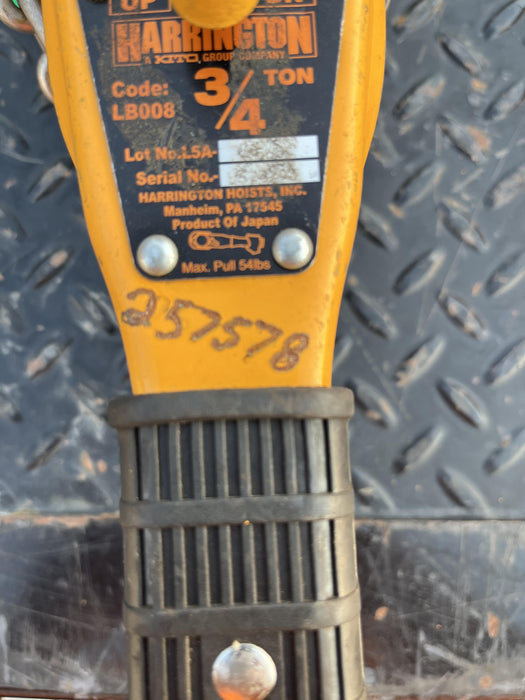 UP
HARRINGTON
A KITO GROUP COMPANY
Code:
LB008
3/4 TON
Lot No.L5A-
Serial No.-
HARRINGTON HOISTS, INC.
Manheim, PA 17545
Product Of Japan
Max. Pull 54lbs
257578